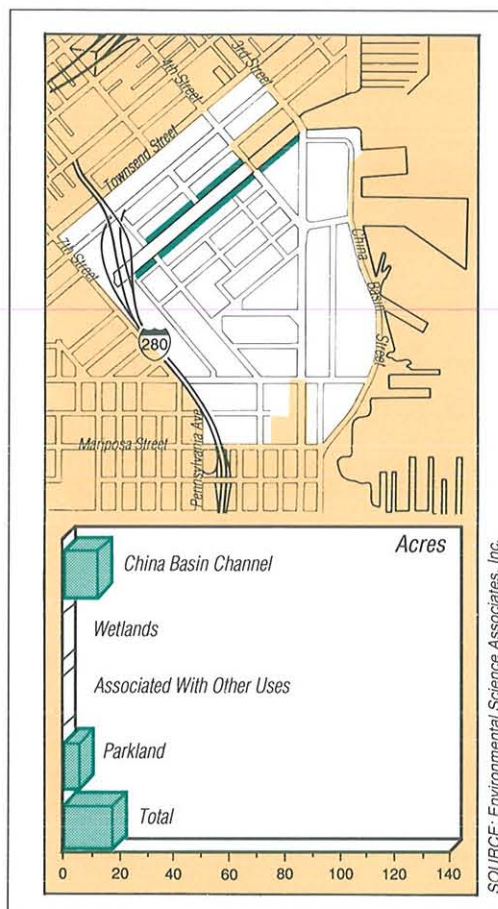 3rd Street
4th Street
Townsend Street
7th Street
China Basin Street
280
Mariposa Street
Pennsylvania Ave
Acres
China Basin Channel
Wetlands
Associated With Other Uses
Parkland
Total
0 20 40 60 80 100 120 140
SOURCE: Environmental Science Associates, Inc.